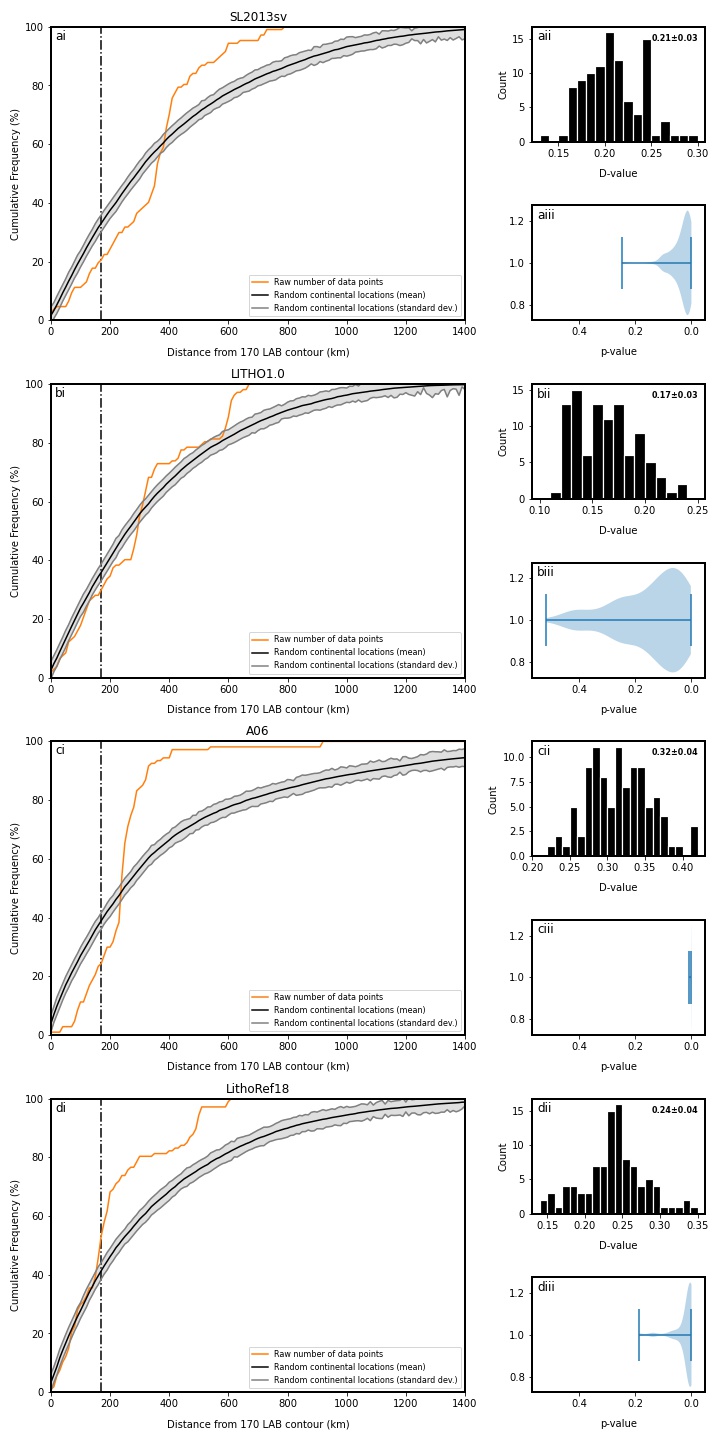 SL2013sv
ai
100
80
60
40
20
0
Cumulative Frequency (%)
0 200 400 600 800 1000 1200 1400
Distance from 170 LAB contour (km)
Raw number of data points
Random continental locations (mean)
Random continental locations (standard dev.)
aii
0.21±0.03
15
10
5
0
Count
0.15 0.20 0.25 0.30
D-value
aiii
1.2
1.0
0.8
0.4 0.2 0.0
p-value
LITHO1.0
bi
100
80
60
40
20
0
Cumulative Frequency (%)
0 200 400 600 800 1000 1200 1400
Distance from 170 LAB contour (km)
Raw number of data points
Random continental locations (mean)
Random continental locations (standard dev.)
bii
0.17±0.03
15
10
5
0
Count
0.10 0.15 0.20 0.25
D-value
biii
1.2
1.0
0.8
0.4 0.2 0.0
p-value
A06
ci
100
80
60
40
20
0
Cumulative Frequency (%)
0 200 400 600 800 1000 1200 1400
Distance from 170 LAB contour (km)
Raw number of data points
Random continental locations (mean)
Random continental locations (standard dev.)
cii
0.32±0.04
10.0
7.5
5.0
2.5
0.0
Count
0.20 0.25 0.30 0.35 0.40
D-value
ciii
1.2
1.0
0.8
0.4 0.2 0.0
p-value
LithoRef18
di
100
80
60
40
20
0
Cumulative Frequency (%)
0 200 400 600 800 1000 1200 1400
Distance from 170 LAB contour (km)
Raw number of data points
Random continental locations (mean)
Random continental locations (standard dev.)
dii
0.24±0.04
15
10
5
0
Count
0.15 0.20 0.25 0.30 0.35
D-value
diii
1.2
1.0
0.8
0.4 0.2 0.0
p-value